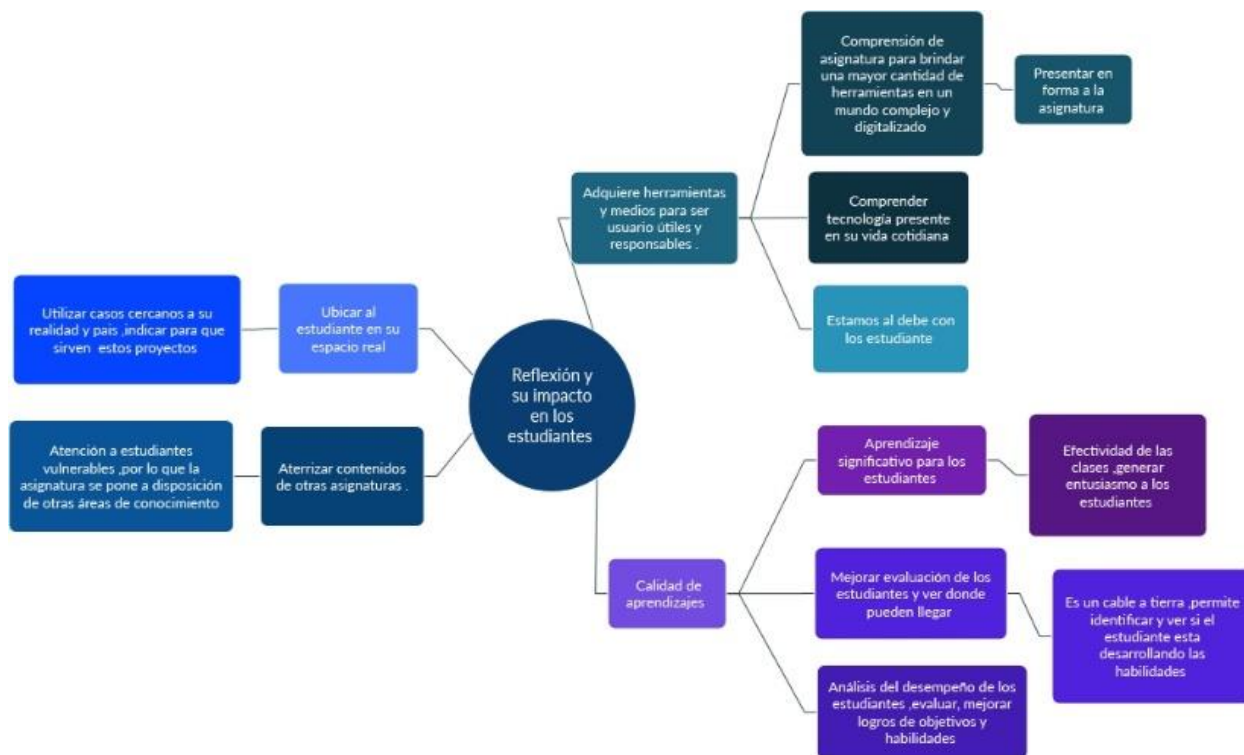 Comprensión de
asignatura para brindar
una mayor cantidad de
herramientas en un
mundo complejo y
digitalizado
Presentar en
forma a la
asignatura
Adquiere herramientas
y medios para ser
usuario útiles y
responsables .
Comprender
tecnología presente
en su vida cotidiana
Estamos al debe con
los estudiante
Utilizar casos cercanos a su
realidad y pais ,indicar para que
sirven estos proyectos
Ubicar al
estudiante en su
espacio real
Reflexión y
su impacto
en los
estudiantes
Atención a estudiantes
vulnerables ,por lo que la
asignatura se pone a disposición
de otras áreas de conocimiento
Aterrizar contenidos
de otras asignaturas .
Aprendizaje
significativo para los
estudiantes
Efectividad de las
clases ,generar
entusiasmo a los
estudiantes
Calidad de
aprendizajes
Mejorar evaluación de los
estudiantes y ver donde
pueden llegar
Es un cable a tierra ,permite
identificar y ver si el
estudiante esta
desarrollando las
habilidades
Análisis del desempeño de los
estudiantes ,evaluar, mejorar
logros de objetivos y
habilidades